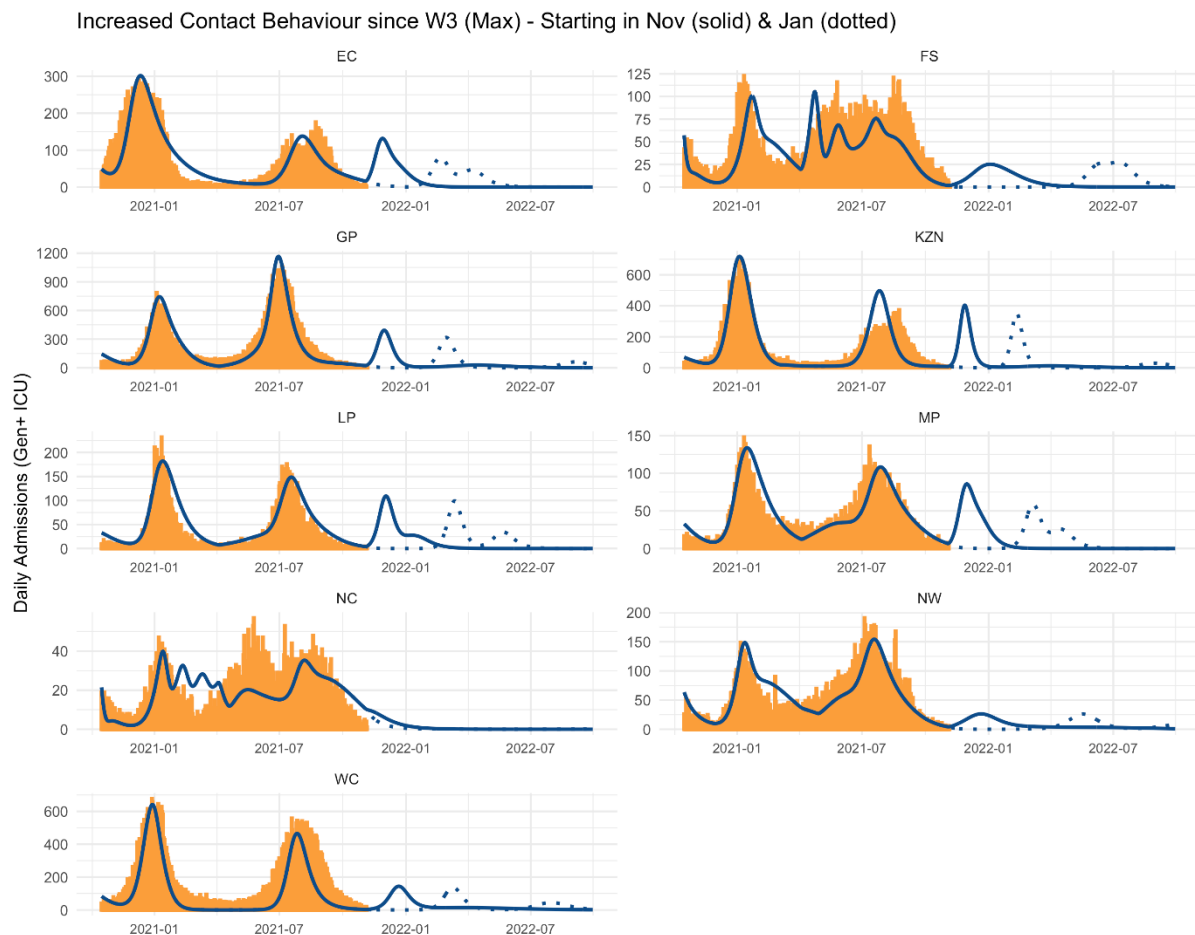 Increased Contact Behaviour since W3 (Max) - Starting in Nov (solid) & Jan (dotted)
EC
300
200
100
0
2021-01 2021-07 2022-01 2022-07
FS
125
100
75
50
25
0
2021-01 2021-07 2022-01 2022-07
GP
1200
900
600
300
0
2021-01 2021-07 2022-01 2022-07
KZN
600
400
200
0
2021-01 2021-07 2022-01 2022-07
Daily Admissions (Gen+ ICU)
LP
200
150
100
50
0
2021-01 2021-07 2022-01 2022-07
MP
150
100
50
0
2021-01 2021-07 2022-01 2022-07
NC
40
20
0
2021-01 2021-07 2022-01 2022-07
NW
200
150
100
50
0
2021-01 2021-07 2022-01 2022-07
WC
600
400
200
0
2021-01 2021-07 2022-01 2022-07